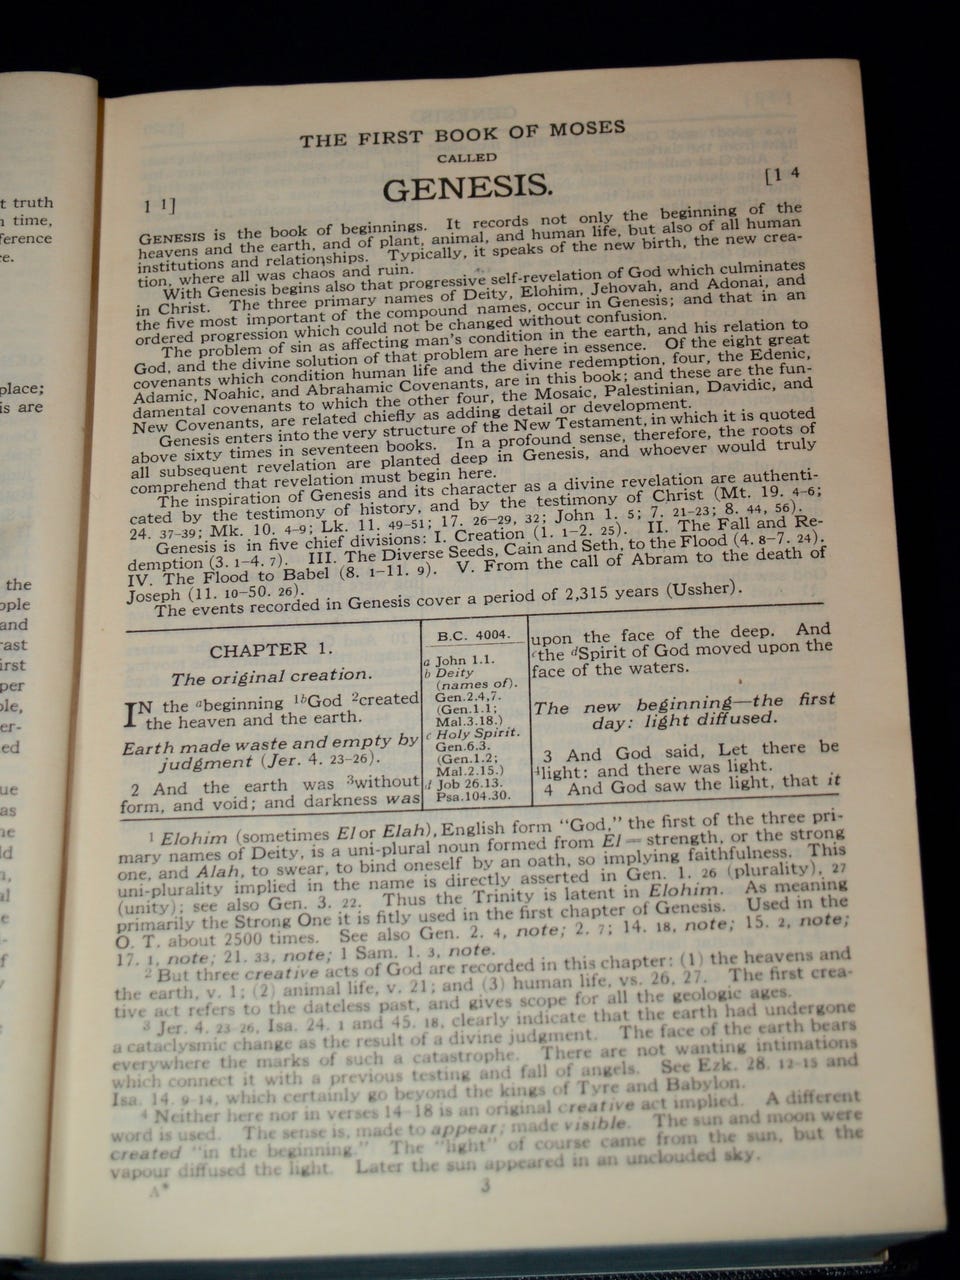 t truth
n time,
ference
re.
place;
is are
the
ople
and
rast
irst
per
ple,
er-
ed
ue
as
THE FIRST BOOK OF MOSES
CALLED
GENESIS.
1 1]
[1 4
GENESIS is the book of beginnings. It records not only the beginning of the
heavens and the earth, and of plant, animal, and human life, but also of all human
institutions and relationships. Typically, it speaks of the new birth, the new crea-
tion, where all was chaos and ruin.
With Genesis begins also that progressive self-revelation of God which culminates
in Christ. The three primary names of Deity, Elohim, Jehovah, and Adonai, and
the five most important of the compound names, occur in Genesis; and that in an
ordered progression which could not be changed without confusion.
The problem of sin as affecting man's condition in the earth, and his relation to
God, and the divine solution of that problem are here in essence. Of the eight great
covenants which condition human life and the divine redemption, four, the Edenic,
Adamic, Noahic, and Abrahamic Covenants, are in this book; and these are the fun-
damental covenants to which the other four, the Mosaic, Palestinian, Davidic, and
New Covenants, are related chiefly as adding detail or development.
Genesis enters into the very structure of the New Testament, in which it is quoted
above sixty times in seventeen books. In a profound sense, therefore, the roots of
all subsequent revelation are planted deep in Genesis, and whoever would truly
comprehend that revelation must begin here.
The inspiration of Genesis and its character as a divine revelation are authenti-
cated by the testimony of history, and by the testimony of Christ (Mt. 19. 4-6;
24. 37-39; Mk. 10. 4-9; Lk. 11. 49-51; 17. 26-29, 32; John 1. 5; 7. 21-23; 8. 44, 56).
Genesis is in five chief divisions: I. Creation (1. 1-2. 25). II. The Fall and Re-
demption (3. 1-4. 7). III. The Diverse Seeds, Cain and Seth, to the Flood (4. 8-7. 24).
IV. The Flood to Babel (8. 1-11. 9). V. From the call of Abram to the death of
Joseph (11. 10-50. 26).
The events recorded in Genesis cover a period of 2,315 years (Ussher).
CHAPTER 1.
The original creation.
IN the ᵃbeginning ¹ᵇGod ²created
the heaven and the earth.
Earth made waste and empty by
judgment (Jer. 4. 23-26).
2 And the earth was ³without
form, and void; and darkness was
B.C. 4004.
a John 1.1.
b Deity
(names of).
Gen.2.4,7.
(Gen.1.1;
Mal.3.18.)
c Holy Spirit.
Gen.6.3.
(Gen.1.2;
Mal.2.15.)
d Job 26.13.
Psa.104.30.
upon the face of the deep. And
ᶜthe ᵈSpirit of God moved upon the
face of the waters.
The new beginning—the first
day: light diffused.
3 And God said, Let there be
⁴light: and there was light.
4 And God saw the light, that it
¹ Elohim (sometimes El or Elah), English form "God," the first of the three pri-
mary names of Deity, is a uni-plural noun formed from El = strength, or the strong
one, and Alah, to swear, to bind oneself by an oath, so implying faithfulness. This
uni-plurality implied in the name is directly asserted in Gen. 1. 26 (plurality), 27
(unity); see also Gen. 3. 22. Thus the Trinity is latent in Elohim. As meaning
primarily the Strong One it is fitly used in the first chapter of Genesis. Used in the
O. T. about 2500 times. See also Gen. 2. 4, note; 2. 7; 14. 18, note; 15. 2, note;
17. 1, note; 21. 33, note; 1 Sam. 1. 3, note.
² But three creative acts of God are recorded in this chapter: (1) the heavens and
the earth, v. 1; (2) animal life, v. 21; and (3) human life, vs. 26, 27. The first crea-
tive act refers to the dateless past, and gives scope for all the geologic ages.
³ Jer. 4. 23-26, Isa. 24. 1 and 45. 18, clearly indicate that the earth had undergone
a cataclysmic change as the result of a divine judgment. The face of the earth bears
everywhere the marks of such a catastrophe. There are not wanting intimations
which connect it with a previous testing and fall of angels. See Ezk. 28. 12-15 and
Isa. 14. 9-14, which certainly go beyond the kings of Tyre and Babylon.
⁴ Neither here nor in verses 14-18 is an original creative act implied. A different
word is used. The sense is, made to appear; made visible. The sun and moon were
created "in the beginning." The "light" of course came from the sun, but the
vapour diffused the light. Later the sun appeared in an unclouded sky.
A*
3